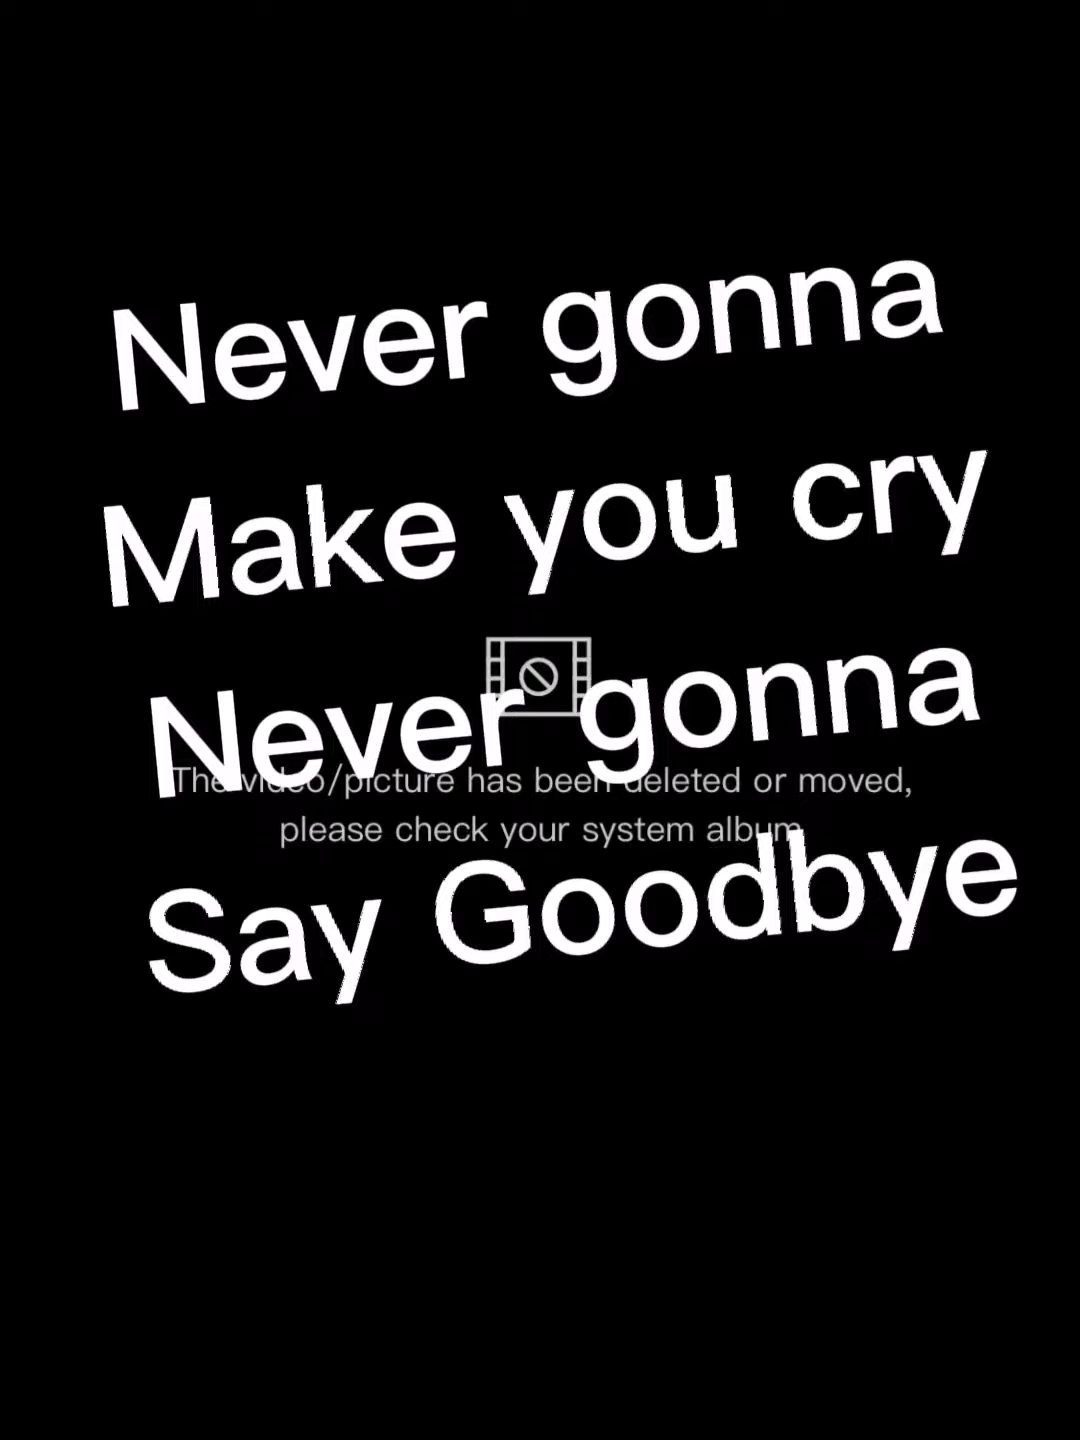 Never gonna
Make you cry
Never gonna
The video/picture has been deleted or moved,
please check your system album
Say Goodbye